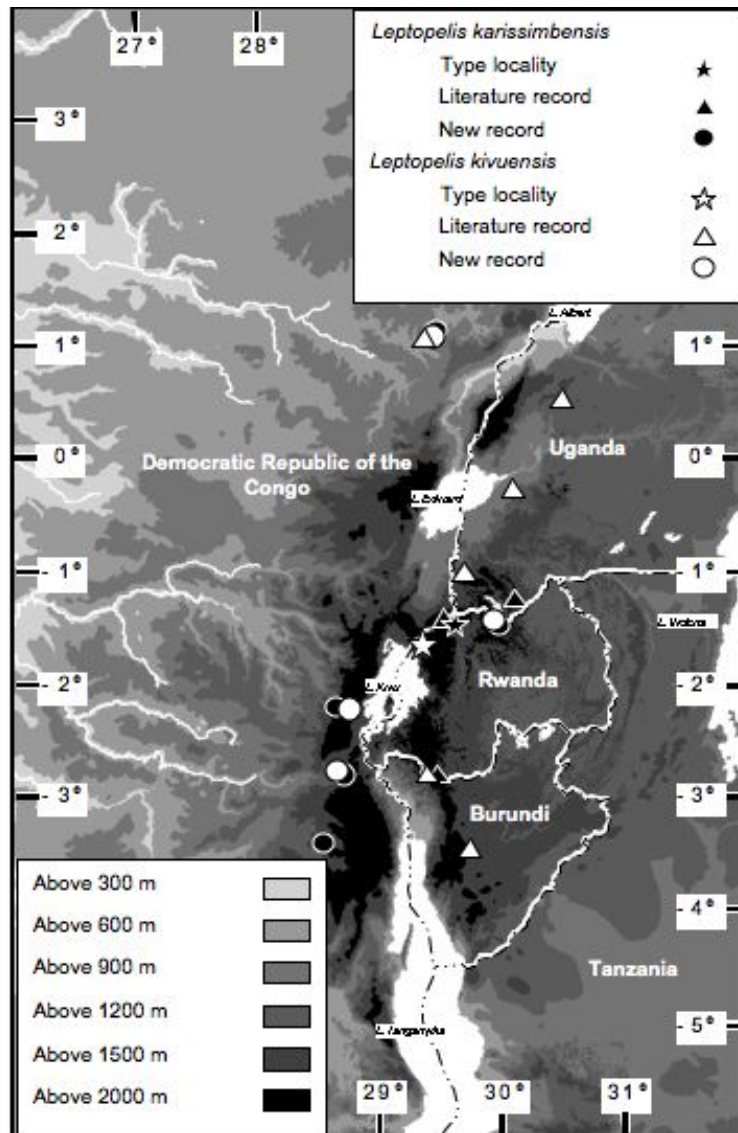 27° 28°
Leptopelis karissimbensis
Type locality
Literature record
New record
Leptopelis kivuensis
Type locality
Literature record
New record
3°
2°
L. Albert
1° 1°
Uganda
0° Democratic Republic of the Congo 0°
L. Edward
- 1° - 1°
L. Victoria
- 2° L. Kivu Rwanda - 2°
- 3° Burundi - 3°
Above 300 m
Above 600 m
Above 900 m
Above 1200 m
Above 1500 m
Above 2000 m
- 4°
Tanzania
L. Tanganyika
- 5°
29° 30° 31°